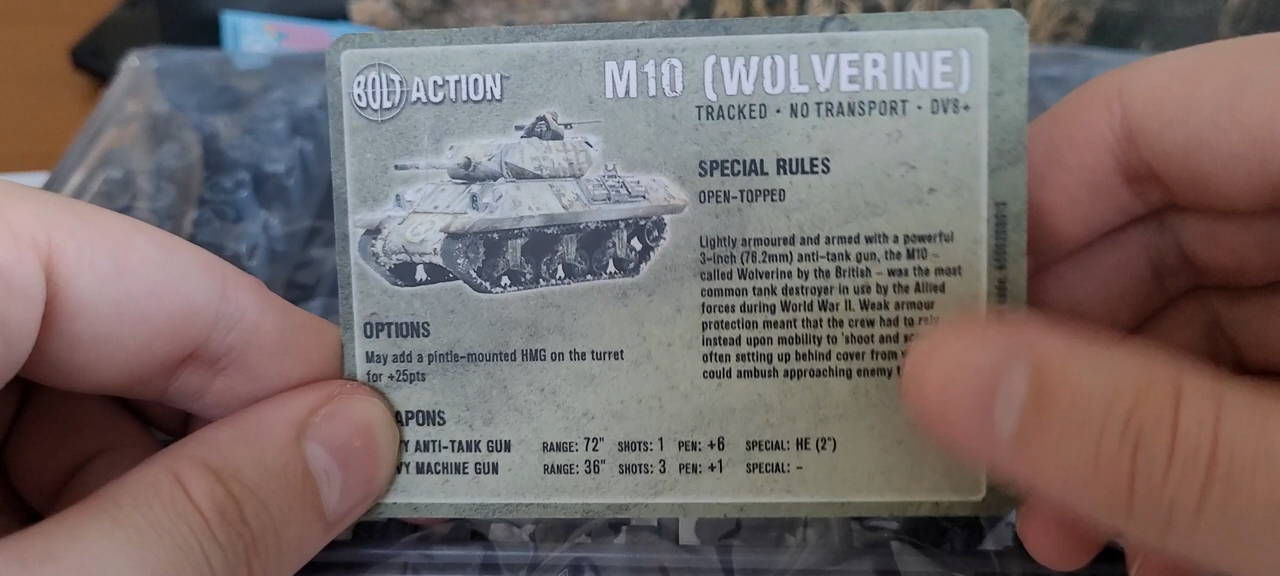 BOLT ACTION™
M10 (WOLVERINE)
TRACKED · NO TRANSPORT · DV8+
SPECIAL RULES
OPEN-TOPPED
Lightly armoured and armed with a powerful
3-inch (76.2mm) anti-tank gun, the M10 –
called Wolverine by the British – was the most
common tank destroyer in use by the Allied
forces during World War II. Weak armour
protection meant that the crew had to rely
instead upon mobility to 'shoot and
often setting up behind cover from
could ambush approaching enemy
OPTIONS
May add a pintle-mounted HMG on the turret
for +25pts
APONS
Y ANTI-TANK GUN RANGE: 72" SHOTS: 1 PEN: +6 SPECIAL: HE (2")
VY MACHINE GUN RANGE: 36" SHOTS: 3 PEN: +1 SPECIAL: –